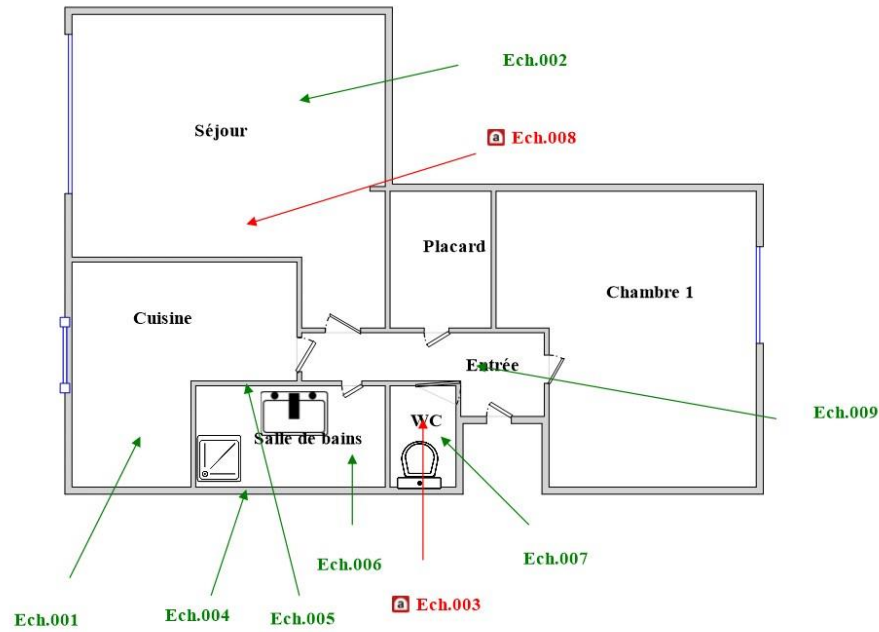 Ech.002
Séjour
a Ech.008
Placard
Chambre 1
Cuisine
Entrée
Ech.009
WC
Salle de bains
Ech.006
Ech.007
Ech.001
Ech.004
Ech.005
a Ech.003